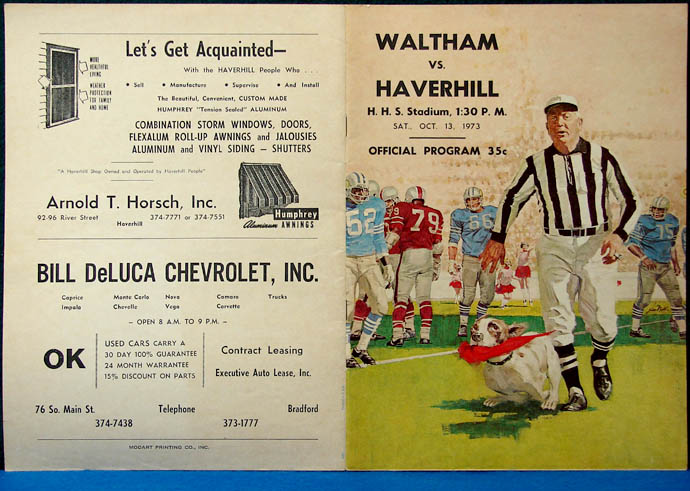 Let's Get Acquainted—
With the HAVERHILL People Who . . .
• Sell • Manufacture • Supervise • And Install
The Beautiful, Convenient, CUSTOM MADE
HUMPHREY "Tension Sealed" ALUMINUM
MORE
HEALTHFUL
LIVING
WEATHER
PROTECTION
FOR FAMILY
AND HOME
COMBINATION STORM WINDOWS, DOORS,
FLEXALUM ROLL-UP AWNINGS and JALOUSIES
ALUMINUM and VINYL SIDING — SHUTTERS
"A Haverhill Shop Owned and Operated by Haverhill People"
Arnold T. Horsch, Inc.
92-96 River Street 374-7771 or 374-7551
Haverhill
Humphrey
Aluminum AWNINGS
BILL DeLUCA CHEVROLET, INC.
Caprice Monte Carlo Nova Camaro Trucks
Impala Chevelle Vega Corvette
— OPEN 8 A.M. TO 9 P.M. —
OK
USED CARS CARRY A
30 DAY 100% GUARANTEE
24 MONTH WARRANTEE
15% DISCOUNT ON PARTS
Contract Leasing
Executive Auto Lease, Inc.
76 So. Main St. Telephone Bradford
374-7438 373-1777
MODART PRINTING CO., INC.
WALTHAM
VS.
HAVERHILL
H. H. S. Stadium, 1:30 P. M.
SAT., OCT. 13, 1973
OFFICIAL PROGRAM 35c
52
79
79
66
75